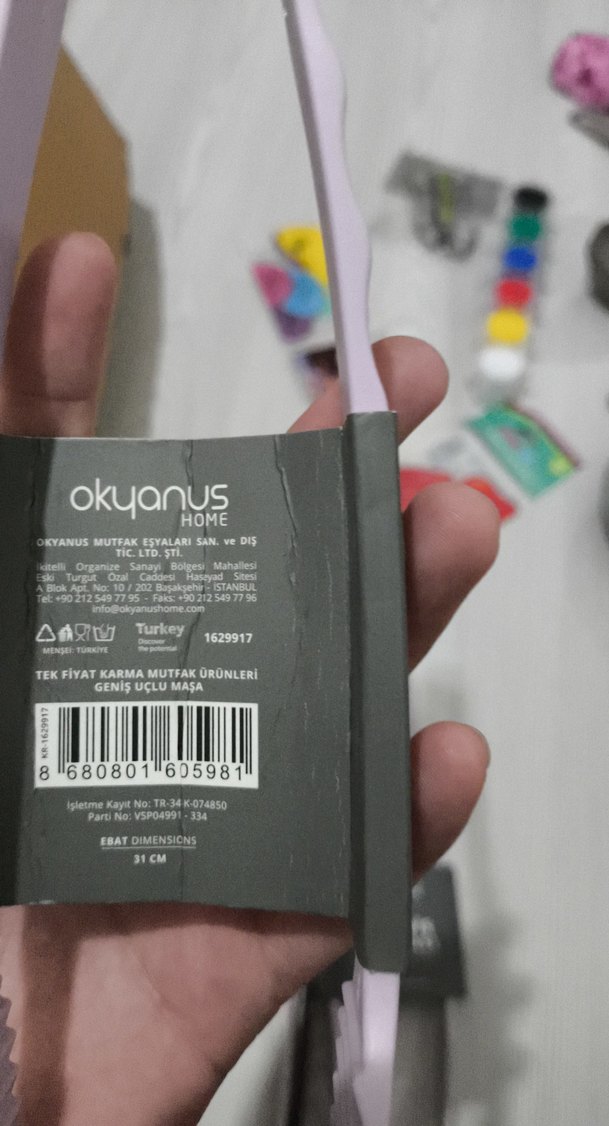 okyanus
HOME
OKYANUS MUTFAK EŞYALARI SAN. ve DIŞ
TİC. LTD. ŞTİ.
İkitelli Organize Sanayi Bölgesi Mahallesi
Eski Turgut Özal Caddesi Haseyad Sitesi
A Blok Apt. No: 10 / 202 Başakşehir - İSTANBUL
Tel: +90 212 549 77 95 - Faks: +90 212 549 77 96
info@okyanushome.com
MENŞEİ: TÜRKİYE
Turkey
Discover
the potential
1629917
TEK FİYAT KARMA MUTFAK ÜRÜNLERİ
GENİŞ UÇLU MAŞA
KR-1629917
8 680801 605981
İşletme Kayıt No: TR-34 K-074850
Parti No: VSP04991 - 334
EBAT DIMENSIONS
31 CM